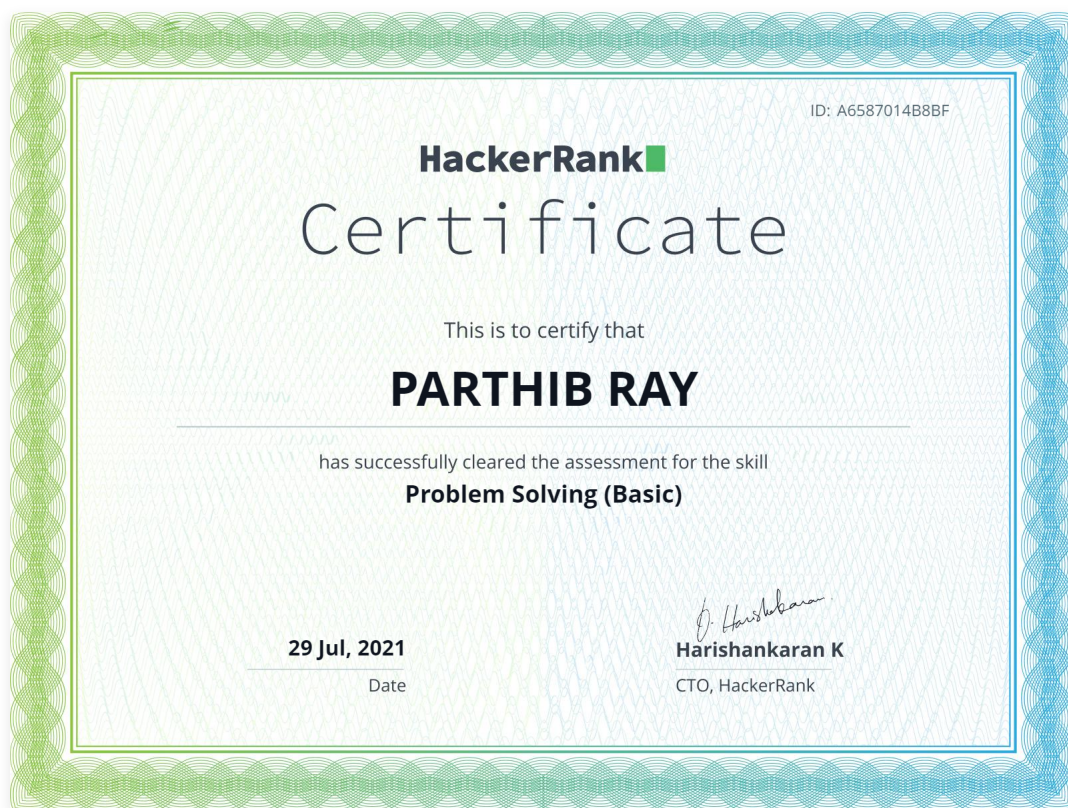 ID: A6587014B8BF
HackerRank
Certificate
This is to certify that
PARTHIB RAY
has successfully cleared the assessment for the skill
Problem Solving (Basic)
29 Jul, 2021
Date
Harishankaran K
CTO, HackerRank